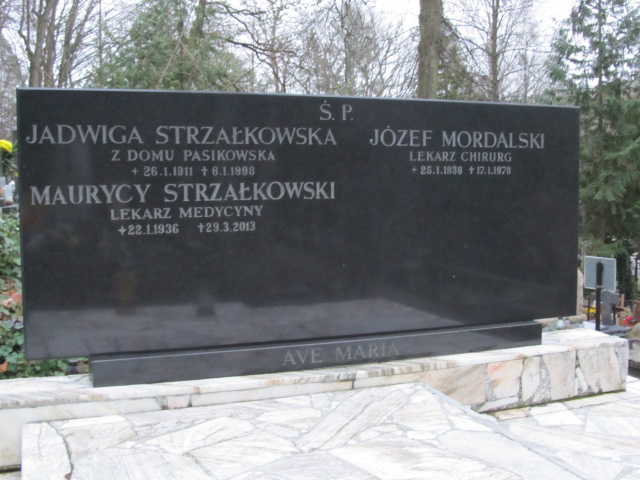 Ś. P.
JADWIGA STRZAŁKOWSKA
Z DOMU PASIKOWSKA
+ 26.1.1911 + 6.1.1998
MAURYCY STRZAŁKOWSKI
LEKARZ MEDYCYNY
+22.1.1936 +29.3.2013
JÓZEF MORDALSKI
LEKARZ CHIRURG
+ 25.1.1936 + 17.1.1978
AVE MARIA